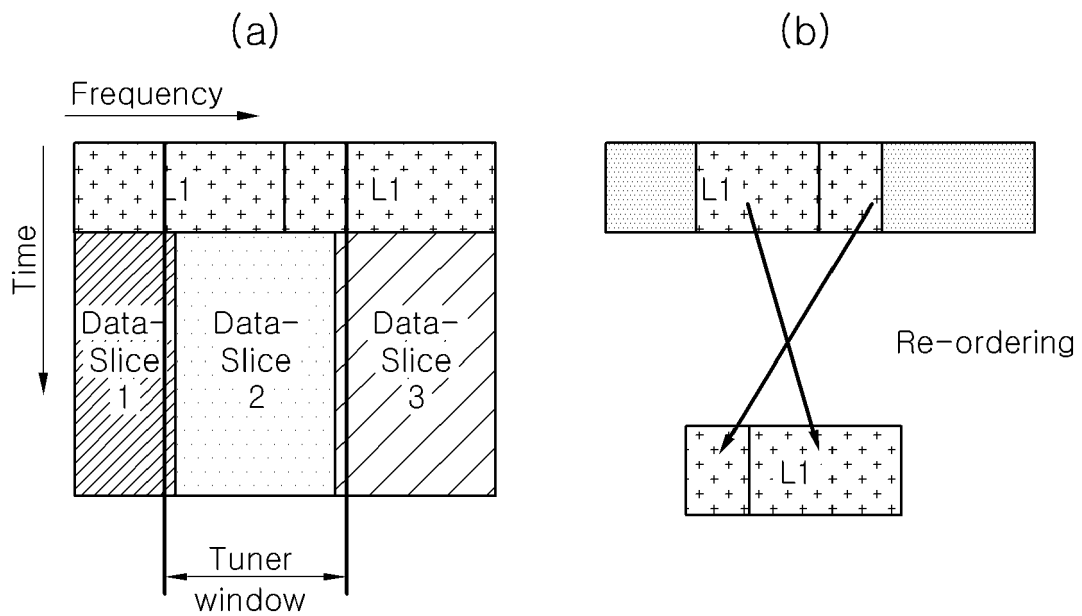 (a)
(b)
Frequency
Time
L1
L1
L1
Data-
Slice
1
Data-
Slice
2
Data-
Slice
3
Re-ordering
L1
Tuner
window